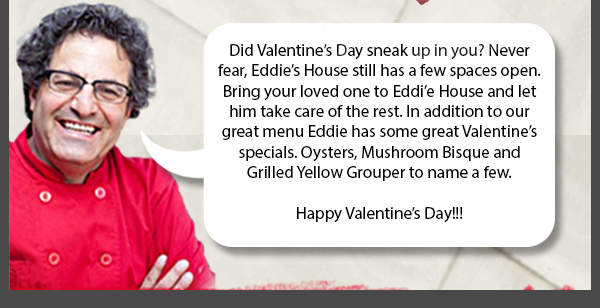 Did Valentine's Day sneak up in you? Never
fear, Eddie's House still has a few spaces open.
Bring your loved one to Eddi'e House and let
him take care of the rest. In addition to our
great menu Eddie has some great Valentine's
specials. Oysters, Mushroom Bisque and
Grilled Yellow Grouper to name a few.
Happy Valentine's Day!!!